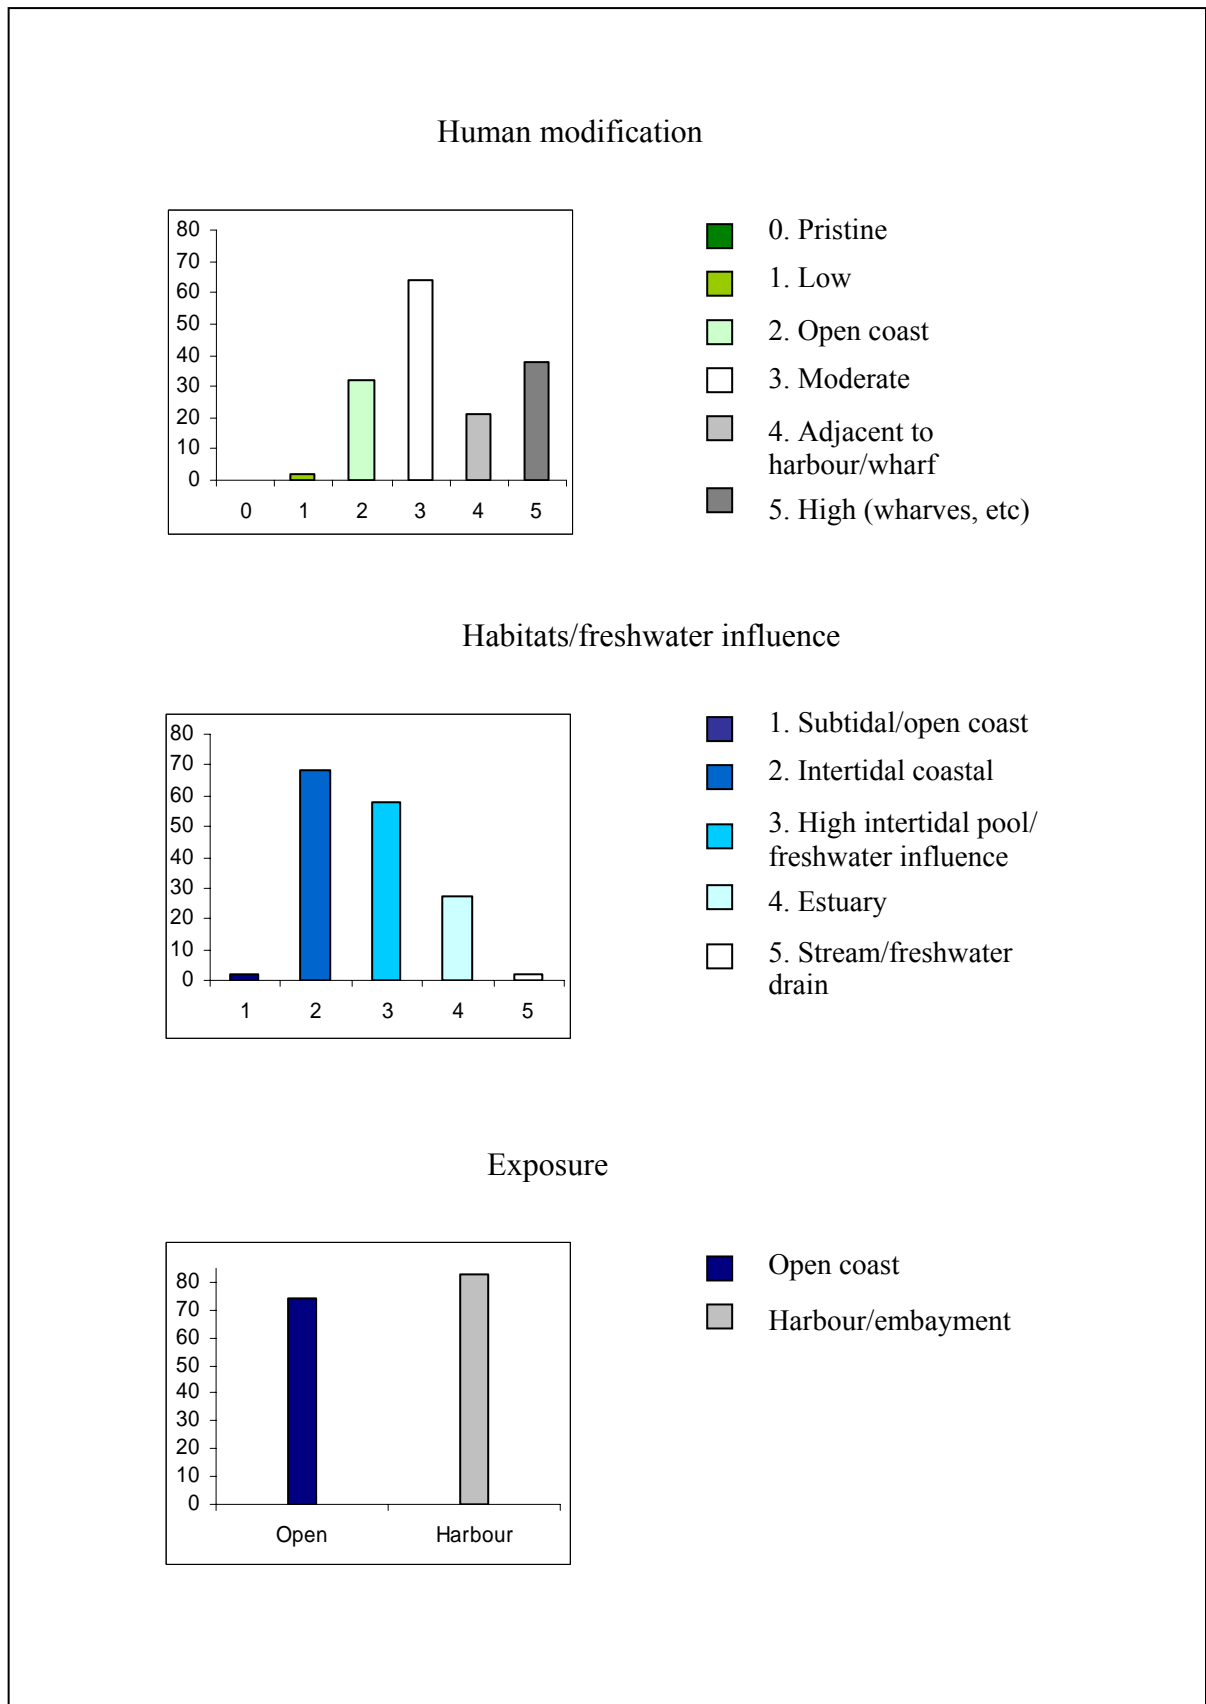 Human modification
80
70
60
50
40
30
20
10
0
0 1 2 3 4 5
0. Pristine
1. Low
2. Open coast
3. Moderate
4. Adjacent to
harbour/wharf
5. High (wharves, etc)
Habitats/freshwater influence
80
70
60
50
40
30
20
10
0
1 2 3 4 5
1. Subtidal/open coast
2. Intertidal coastal
3. High intertidal pool/
freshwater influence
4. Estuary
5. Stream/freshwater
drain
Exposure
80
70
60
50
40
30
20
10
0
Open Harbour
Open coast
Harbour/embayment